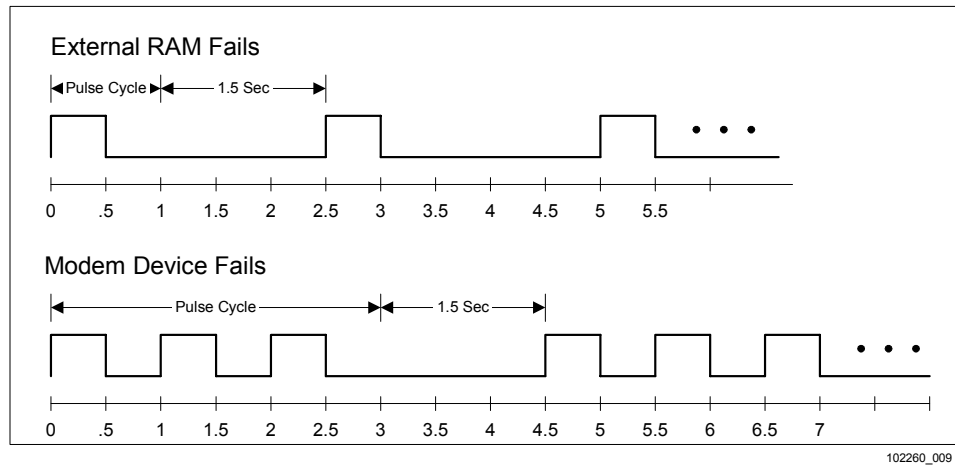 External RAM Fails
Pulse Cycle 1.5 Sec
0 .5 1 1.5 2 2.5 3 3.5 4 4.5 5 5.5
Modem Device Fails
Pulse Cycle 1.5 Sec
0 .5 1 1.5 2 2.5 3 3.5 4 4.5 5 5.5 6 6.5 7
102260_009